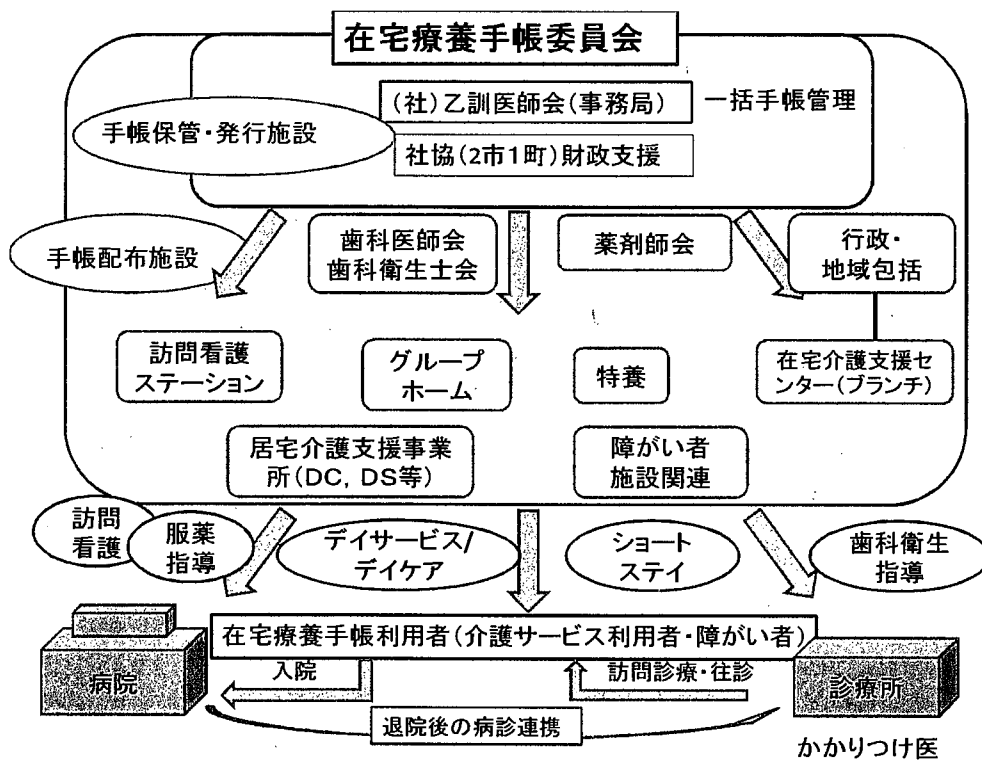 在宅療養手帳委員会
(社)乙訓医師会(事務局)
一括手帳管理
手帳保管・発行施設
社協(2市1町)財政支援
手帳配布施設
歯科医師会
歯科衛生士会
薬剤師会
行政・
地域包括
訪問看護
ステーション
グループ
ホーム
特養
在宅介護支援セ
ンター(ブランチ)
居宅介護支援事業
所(DC, DS等)
障がい者
施設関連
訪問
看護
服薬
指導
デイサービス/
デイケア
ショート
ステイ
歯科衛生
指導
在宅療養手帳利用者(介護サービス利用者・障がい者)
病院
入院
訪問診療・往診
診療所
退院後の病診連携
かかりつけ医